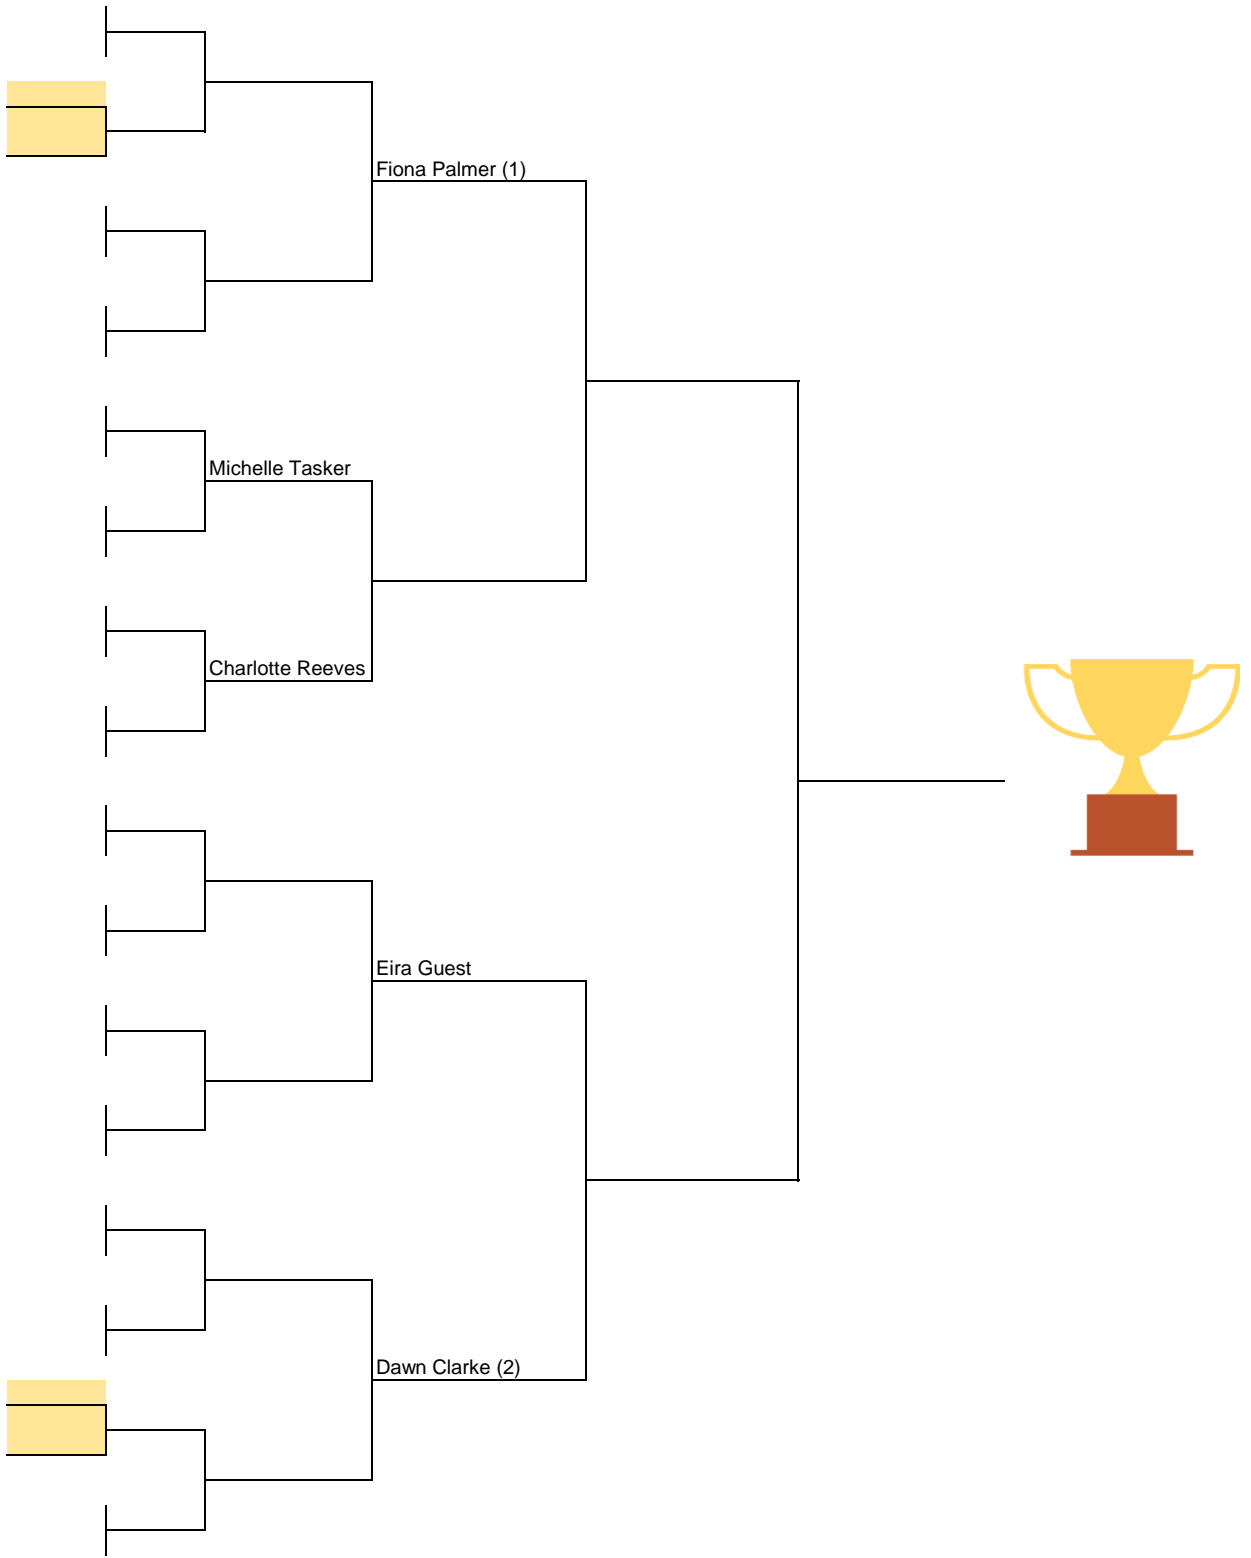 Fiona Palmer (1)
Michelle Tasker
Charlotte Reeves
Eira Guest
Dawn Clarke (2)